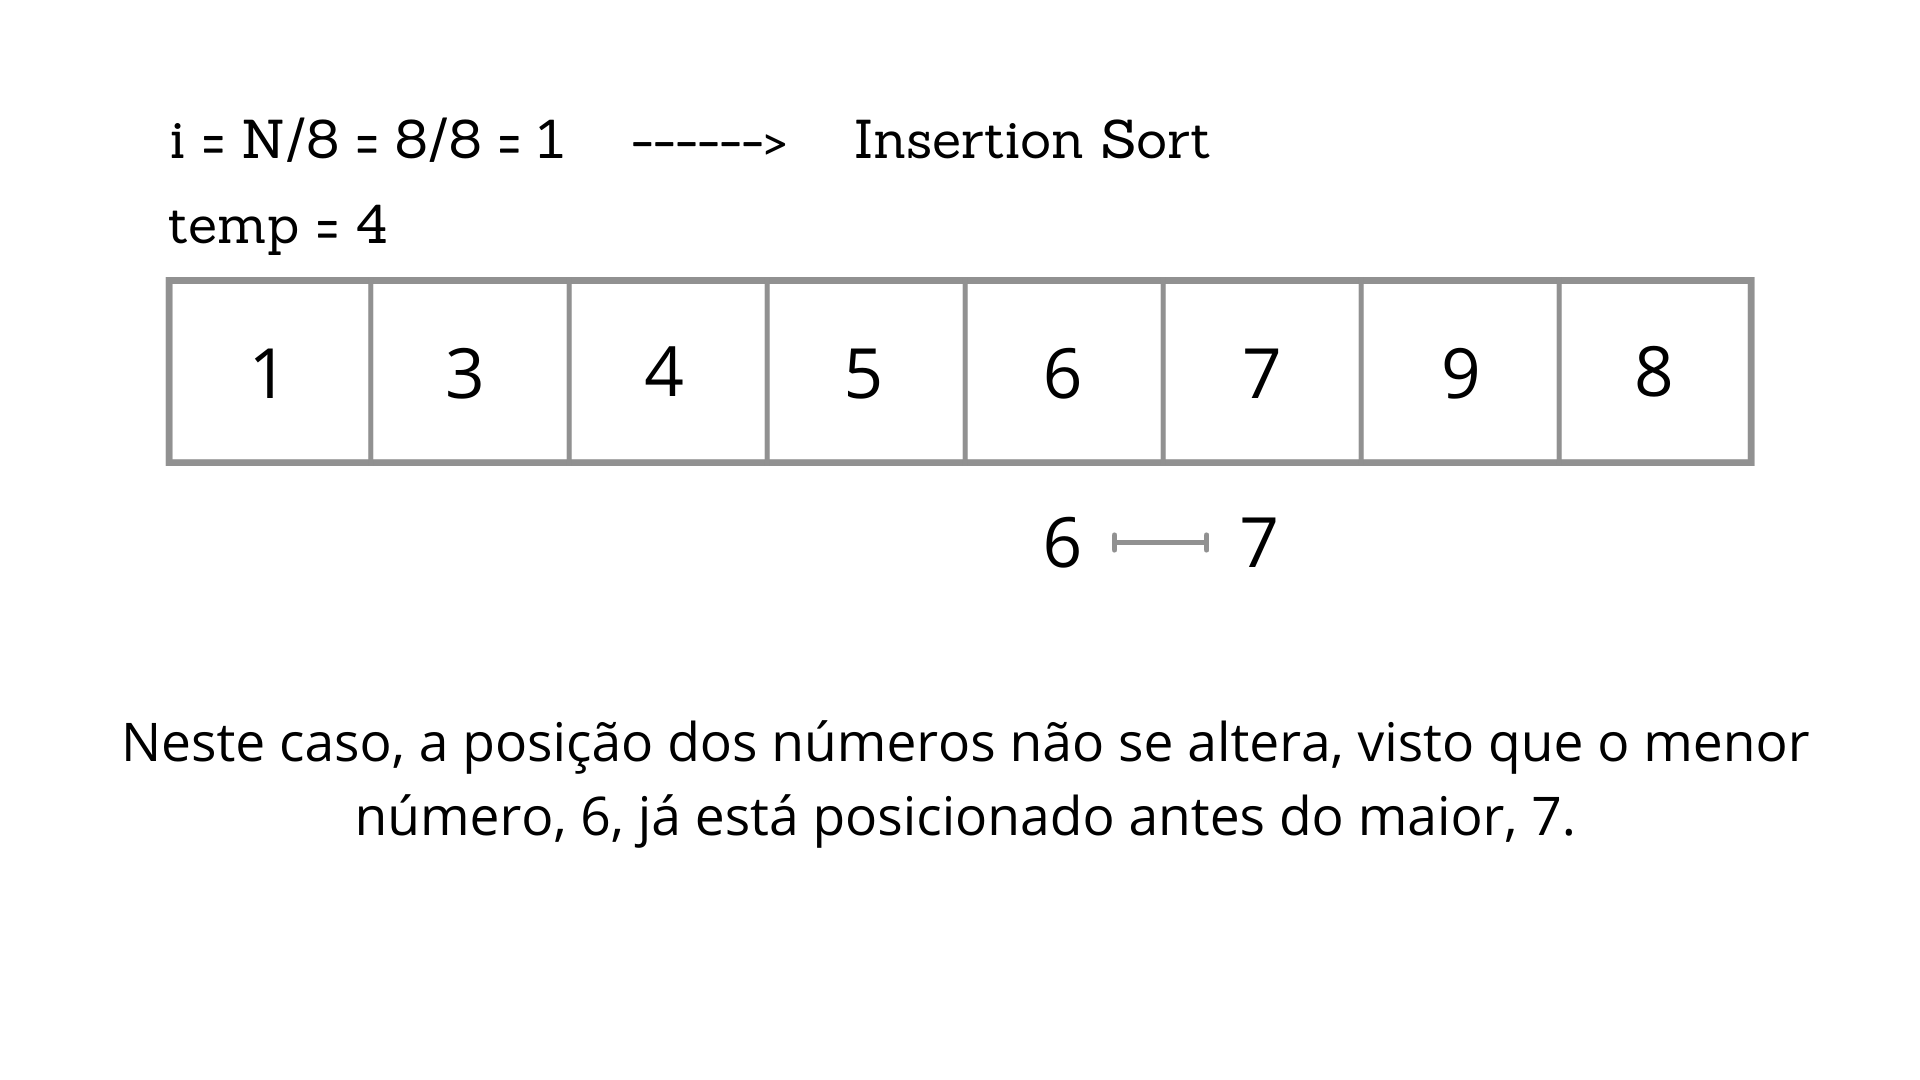 i = N/8 = 8/8 = 1 ------> Insertion Sort
temp = 4
1 3 4 5 6 7 9 8
6 7
Neste caso, a posição dos números não se altera, visto que o menor
número, 6, já está posicionado antes do maior, 7.